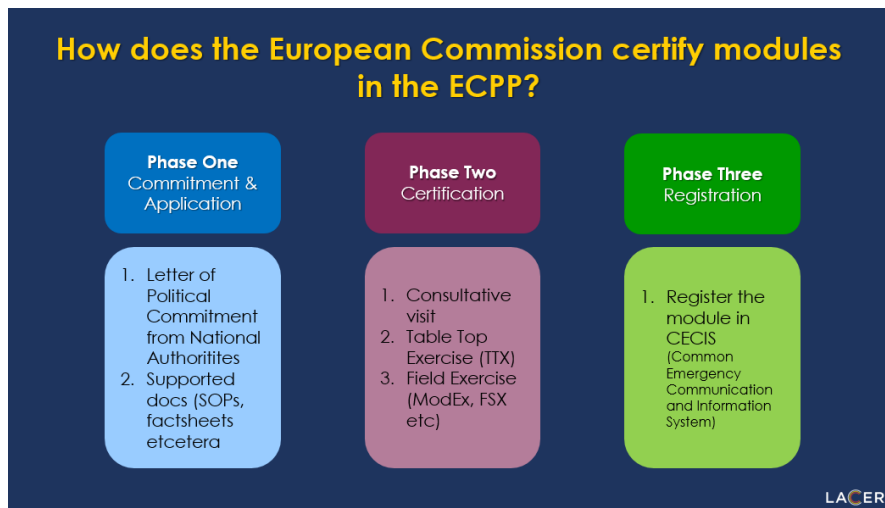 How does the European Commission certify modules
in the ECPP?
Phase One
Commitment &
Application
1. Letter of
Political
Commitment
from National
Authoritites
2. Supported
docs (SOPs,
factsheets
etcetera
Phase Two
Certification
1. Consultative
visit
2. Table Top
Exercise (TTX)
3. Field Exercise
(ModEx, FSX
etc)
Phase Three
Registration
1. Register the
module in
CECIS
(Common
Emergency
Communication
and Information
System)
LACER